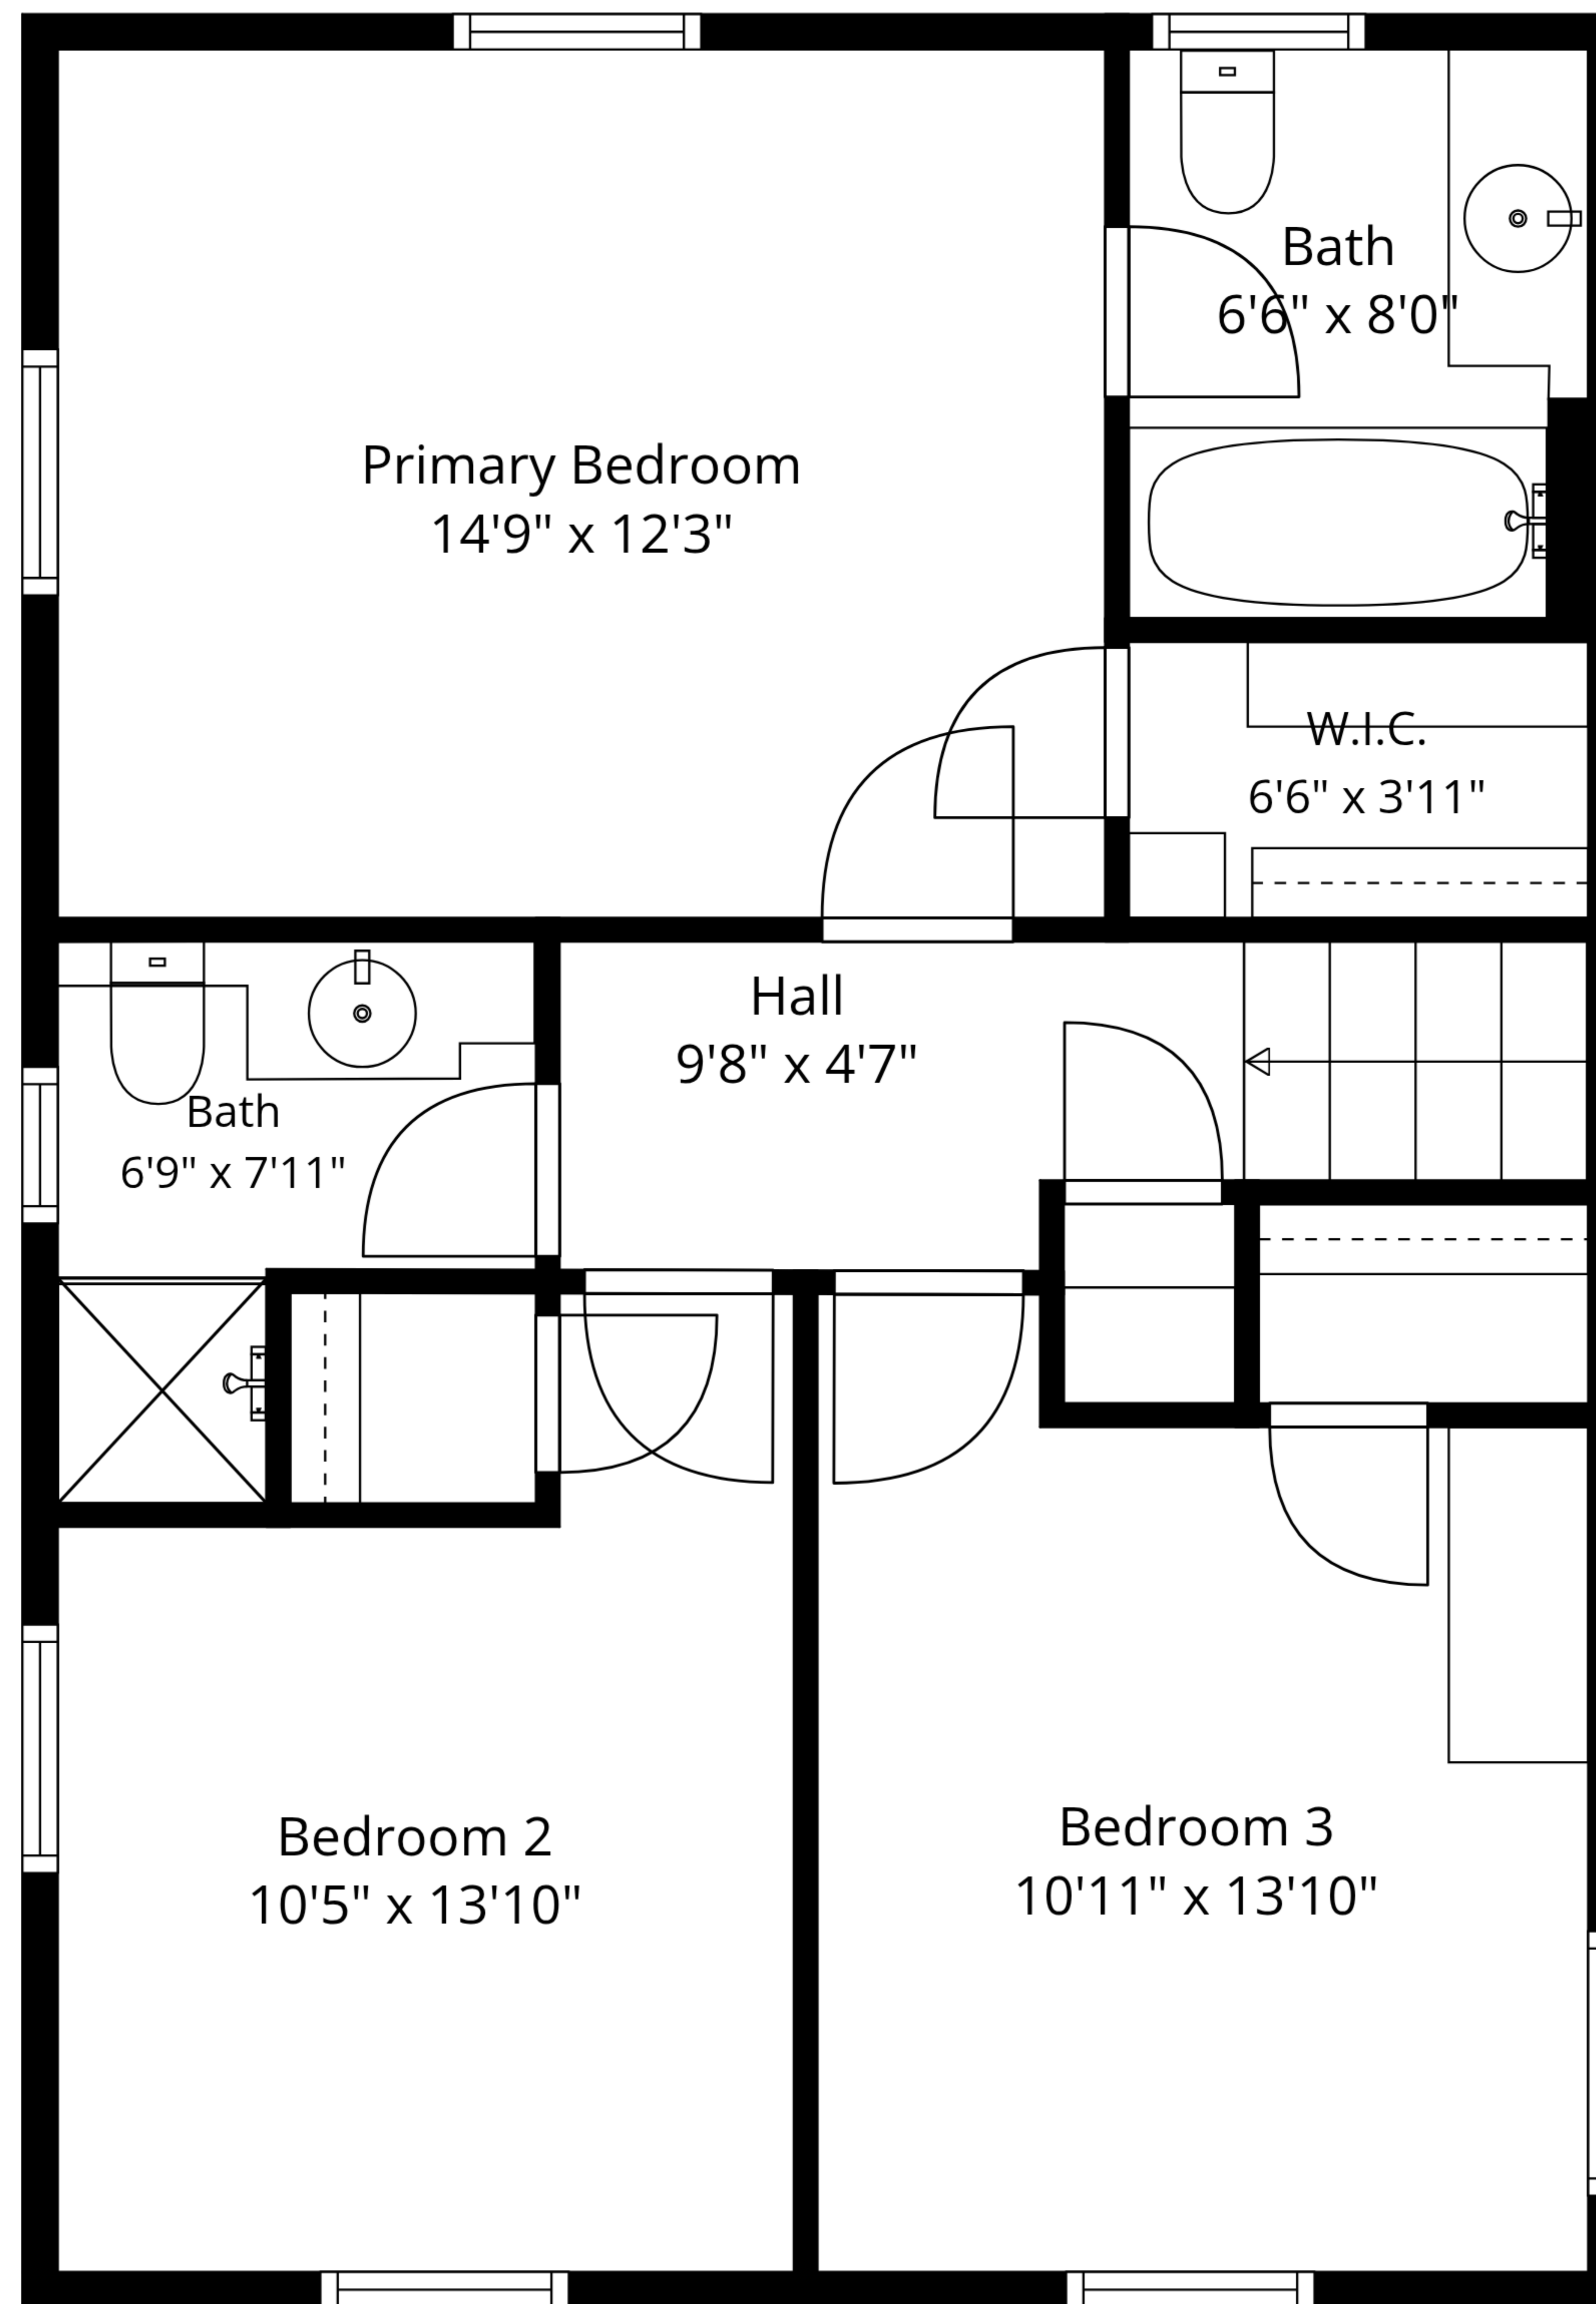 Bath
6'6" x 8'0"
Primary Bedroom
14'9" x 12'3"
W.I.C.
6'6" x 3'11"
Hall
9'8" x 4'7"
Bath
6'9" x 7'11"
Bedroom 2
10'5" x 13'10"
Bedroom 3
10'11" x 13'10"